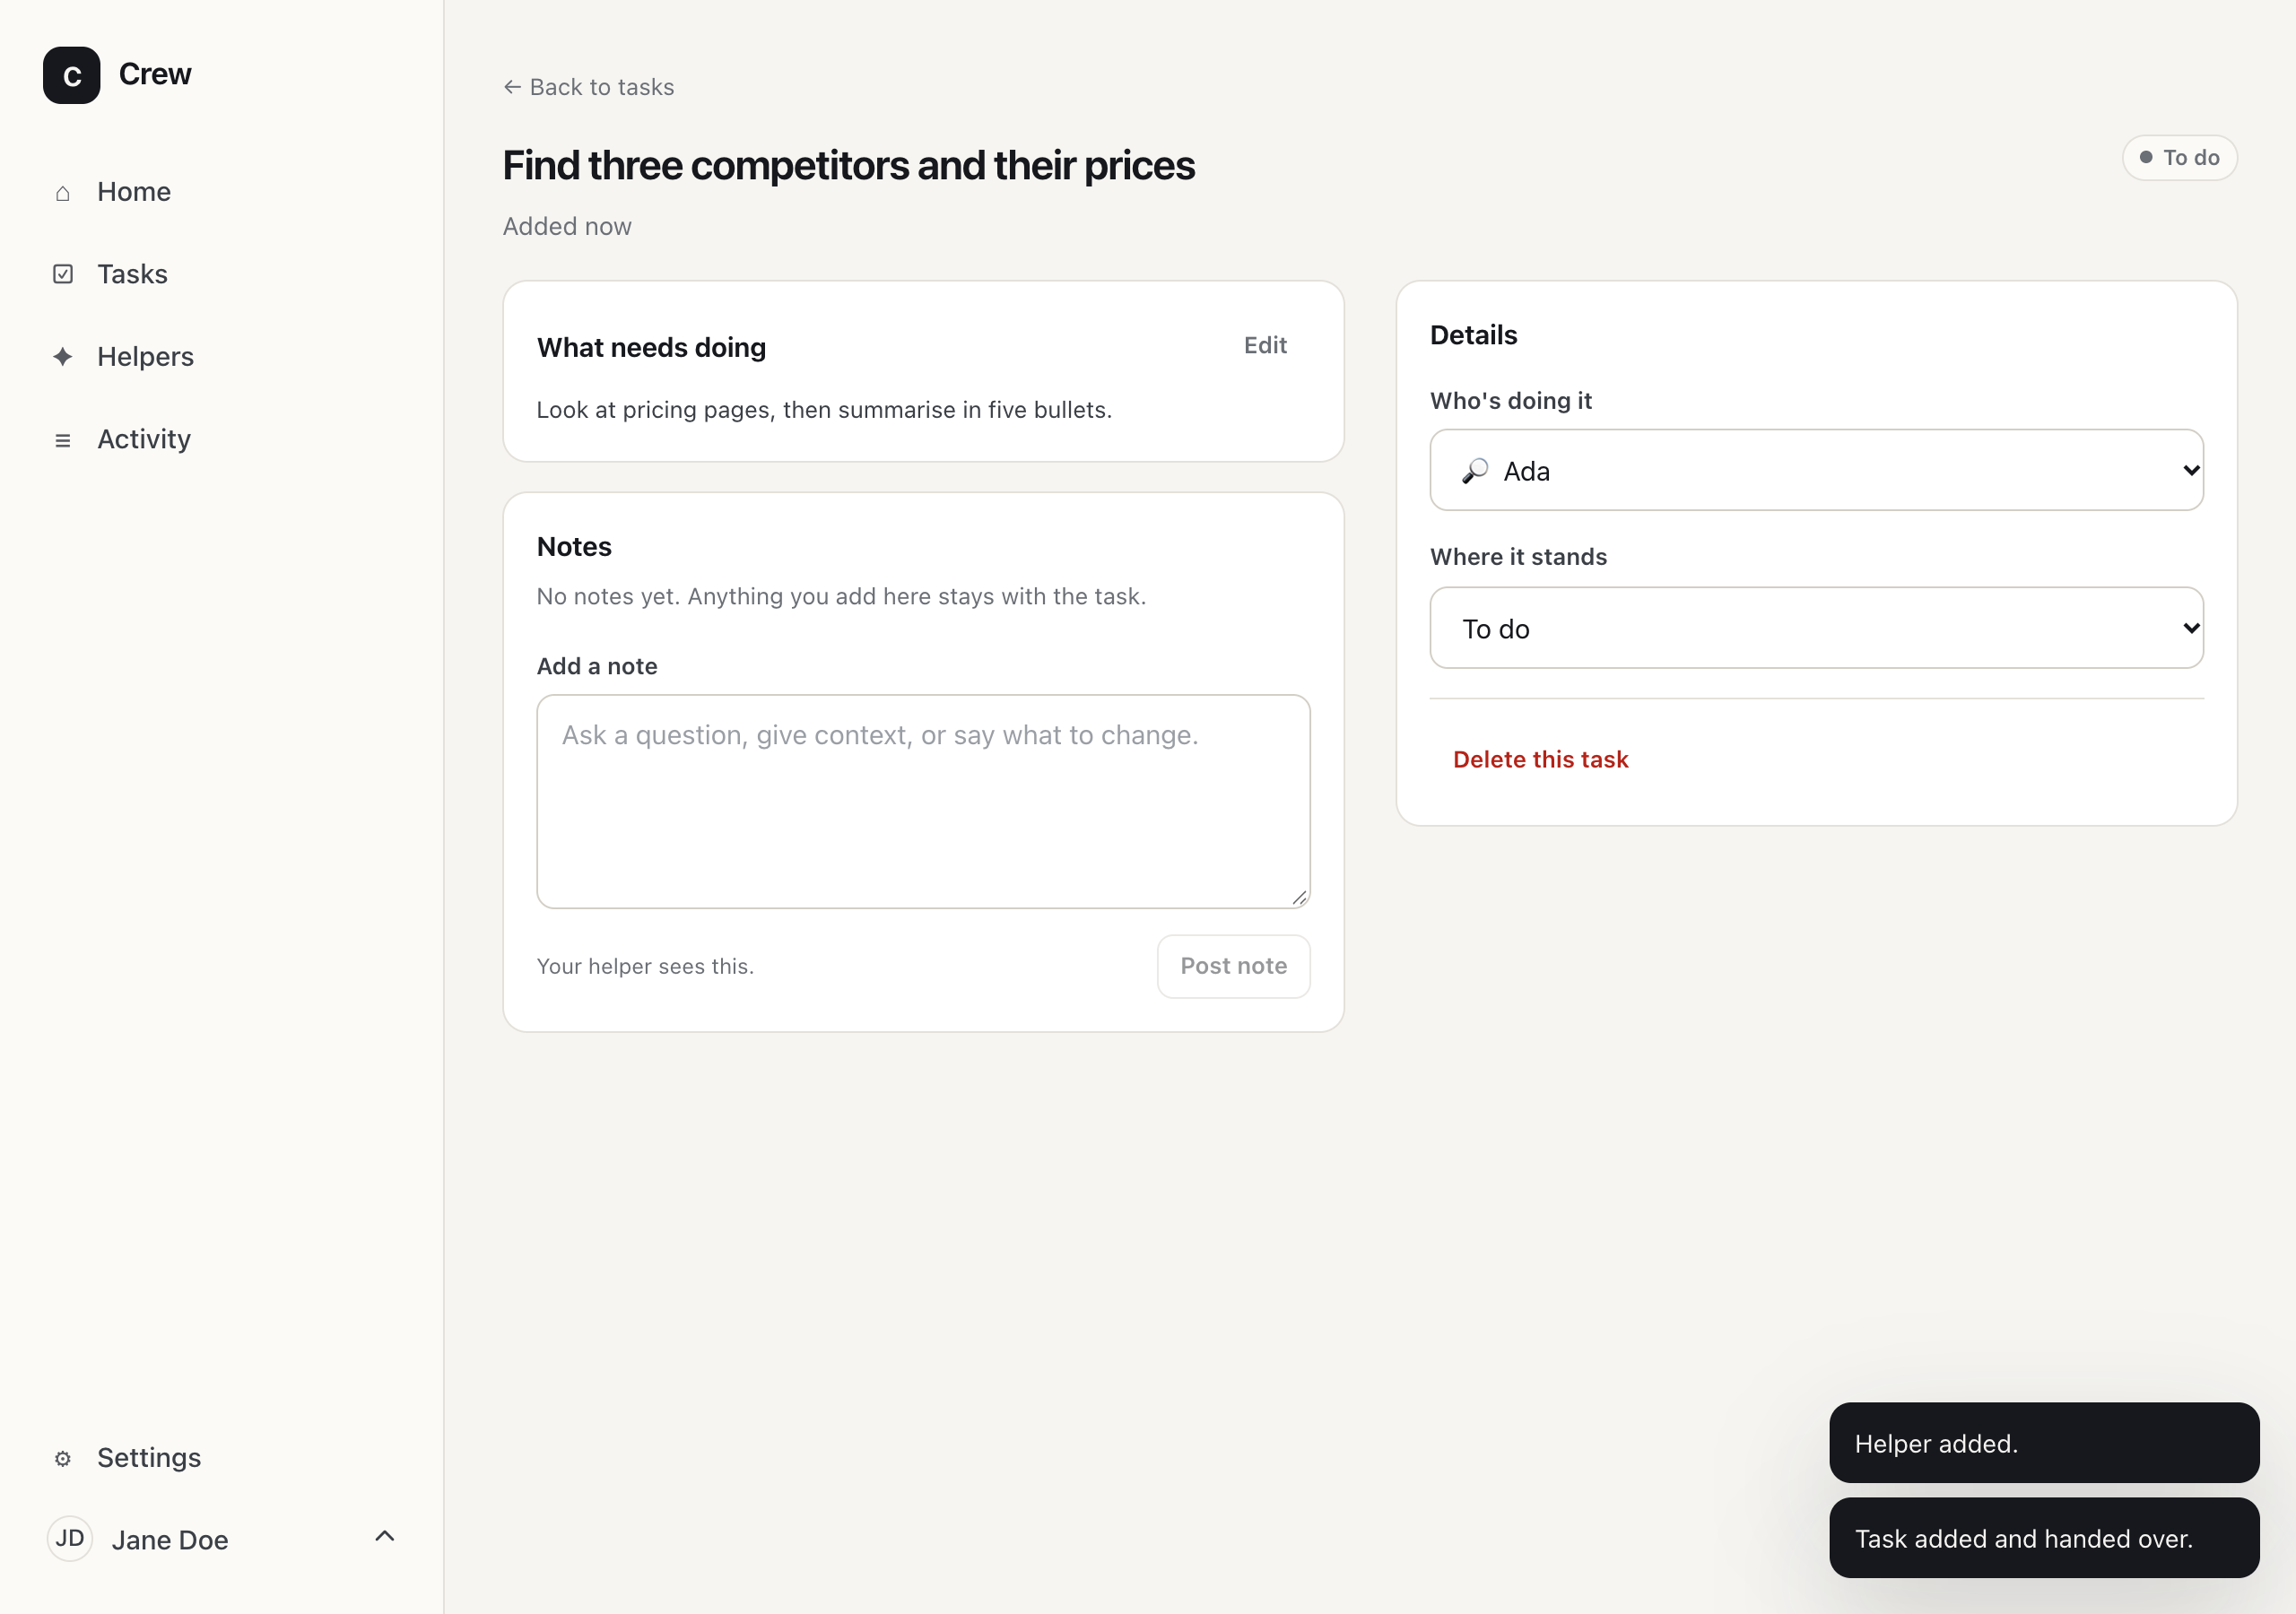 C
Crew
Home
Tasks
Helpers
Activity
Settings
JD
Jane Doe
← Back to tasks
Find three competitors and their prices
To do
Added now
What needs doing
Edit
Look at pricing pages, then summarise in five bullets.
Notes
No notes yet. Anything you add here stays with the task.
Add a note
Ask a question, give context, or say what to change.
Your helper sees this.
Post note
Details
Who's doing it
Ada
Where it stands
To do
Delete this task
Helper added.
Task added and handed over.